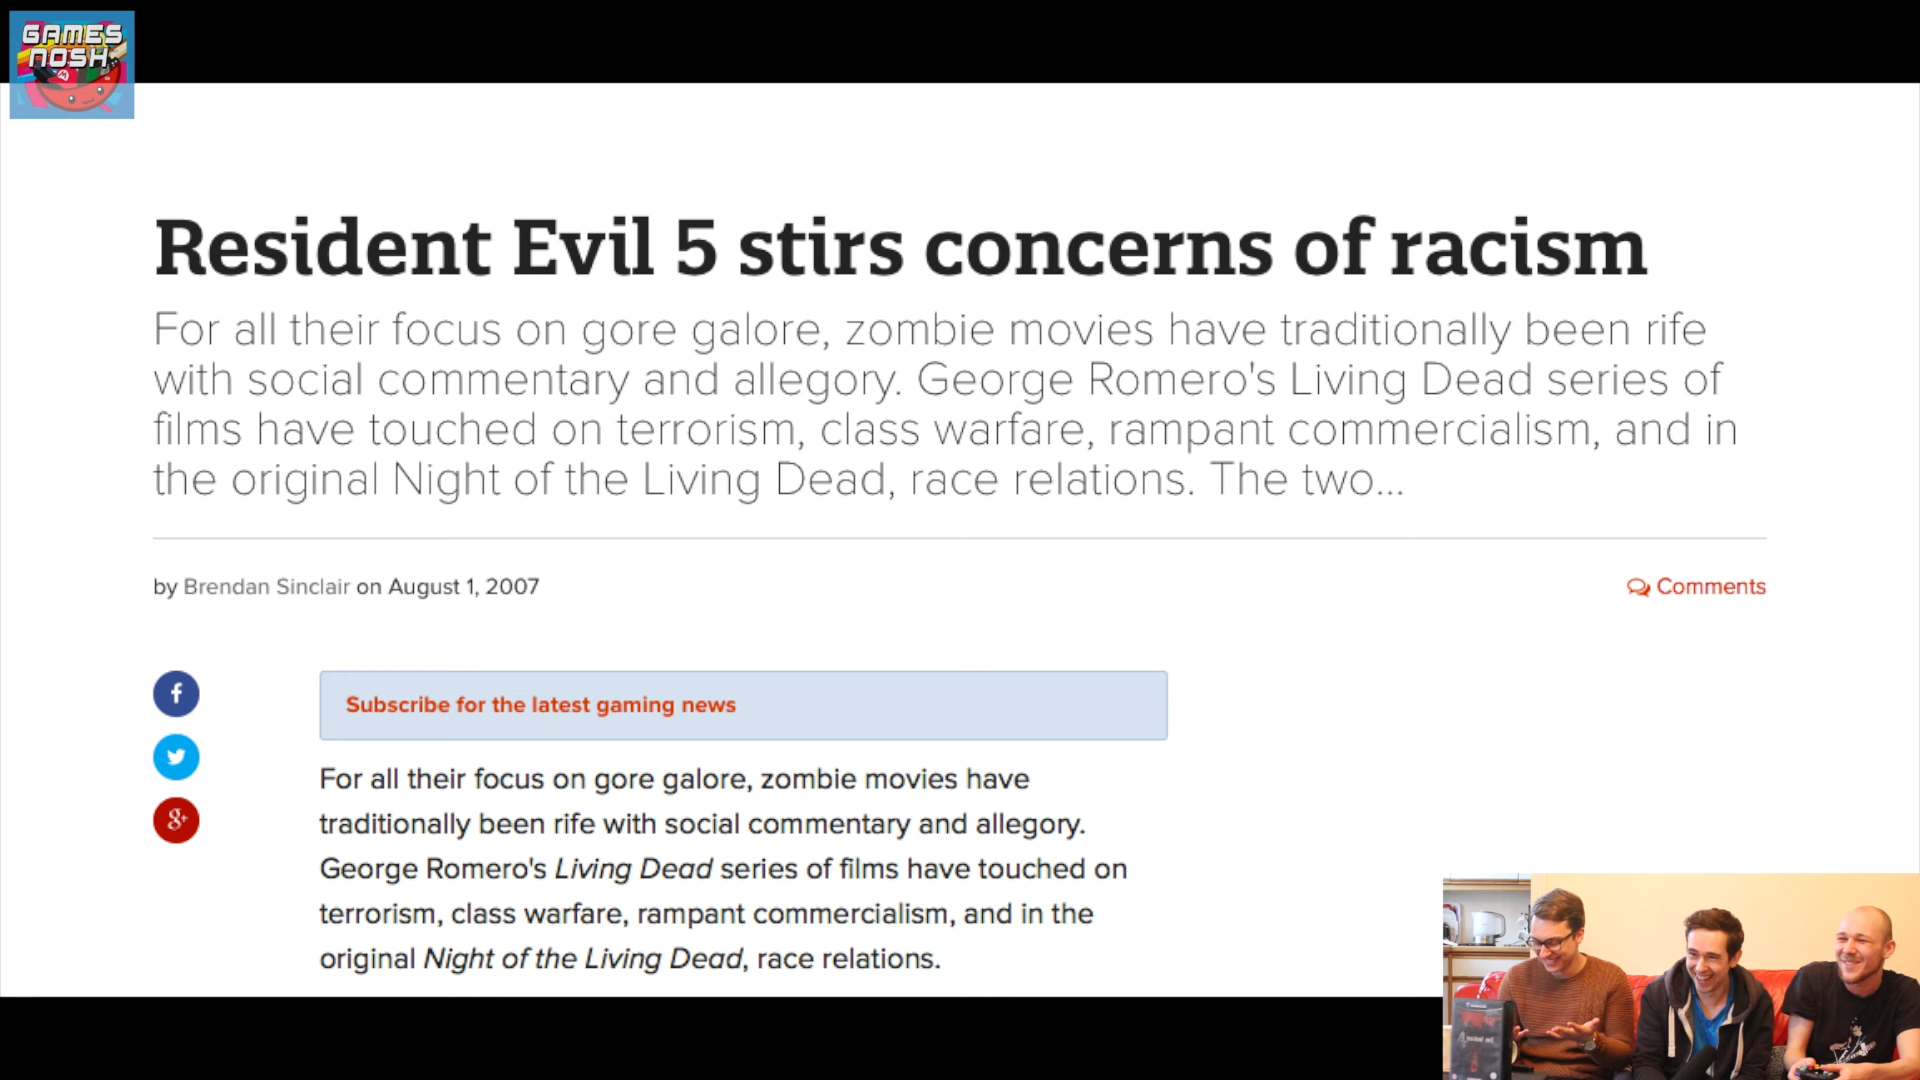 GAMES
NOSH
Resident Evil 5 stirs concerns of racism
For all their focus on gore galore, zombie movies have traditionally been rife
with social commentary and allegory. George Romero's Living Dead series of
films have touched on terrorism, class warfare, rampant commercialism, and in
the original Night of the Living Dead, race relations. The two...
by Brendan Sinclair on August 1, 2007
Comments
f
g+
Subscribe for the latest gaming news
For all their focus on gore galore, zombie movies have
traditionally been rife with social commentary and allegory.
George Romero's Living Dead series of films have touched on
terrorism, class warfare, rampant commercialism, and in the
original Night of the Living Dead, race relations.